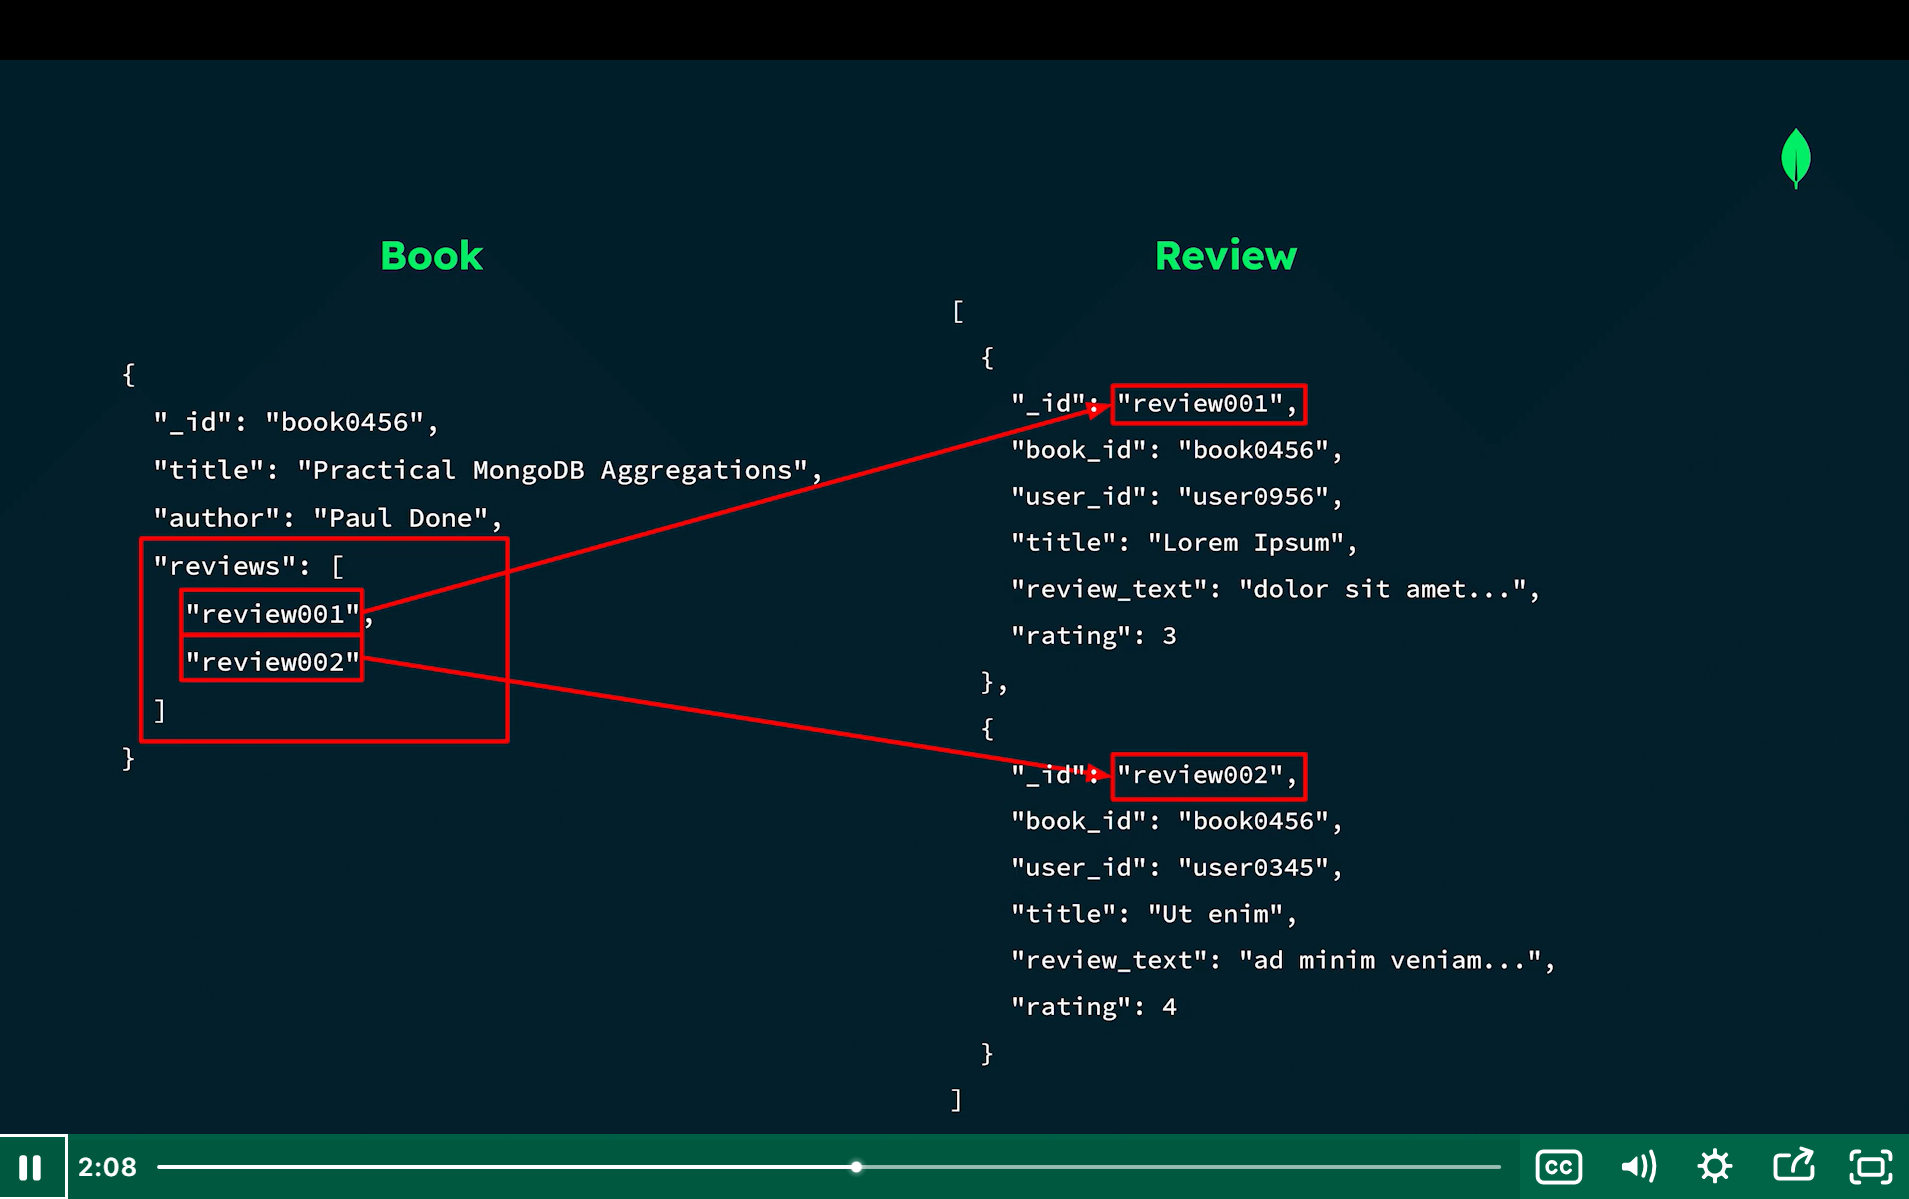 Book
{
"_id": "book0456",
"title": "Practical MongoDB Aggregations",
"author": "Paul Done",
"reviews": [
"review001",
"review002"
]
}
Review
[
{
"_id": "review001",
"book_id": "book0456",
"user_id": "user0956",
"title": "Lorem Ipsum",
"review_text": "dolor sit amet...",
"rating": 3
},
{
"_id": "review002",
"book_id": "book0456",
"user_id": "user0345",
"title": "Ut enim",
"review_text": "ad minim veniam...",
"rating": 4
}
]
2:08
CC